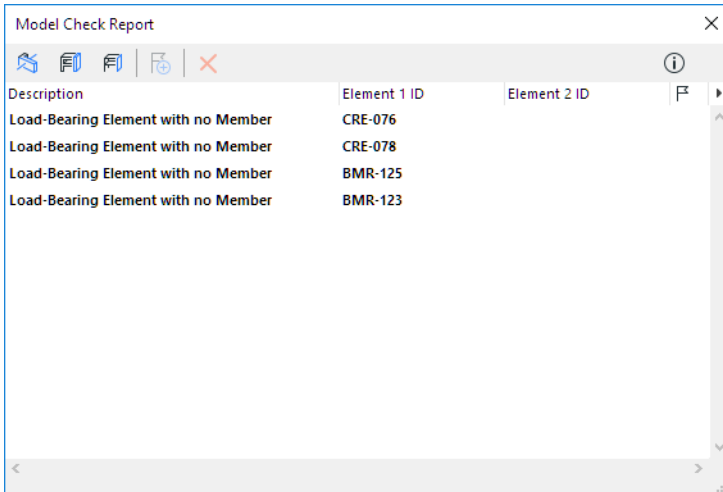 Model Check Report
Description Element 1 ID Element 2 ID
Load-Bearing Element with no Member CRE-076
Load-Bearing Element with no Member CRE-078
Load-Bearing Element with no Member BMR-125
Load-Bearing Element with no Member BMR-123